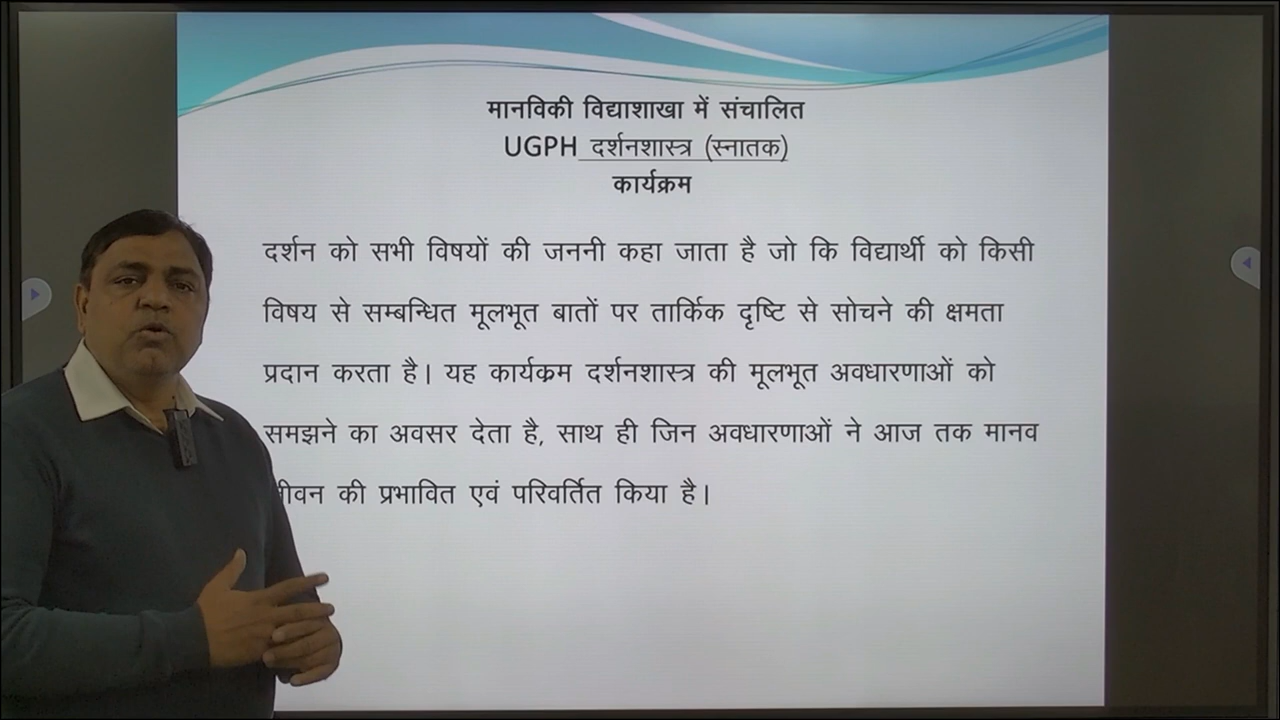 मानविकी विद्याशाखा में संचालित
UGPH दर्शनशास्त्र (स्नातक)
कार्यक्रम
दर्शन को सभी विषयों की जननी कहा जाता है जो कि विद्यार्थी को किसी
विषय से सम्बन्धित मूलभूत बातों पर तार्किक दृष्टि से सोचने की क्षमता
प्रदान करता है। यह कार्यक्रम दर्शनशास्त्र की मूलभूत अवधारणाओं को
समझने का अवसर देता है, साथ ही जिन अवधारणाओं ने आज तक मानव
की प्रभावित एवं परिवर्तित किया है।